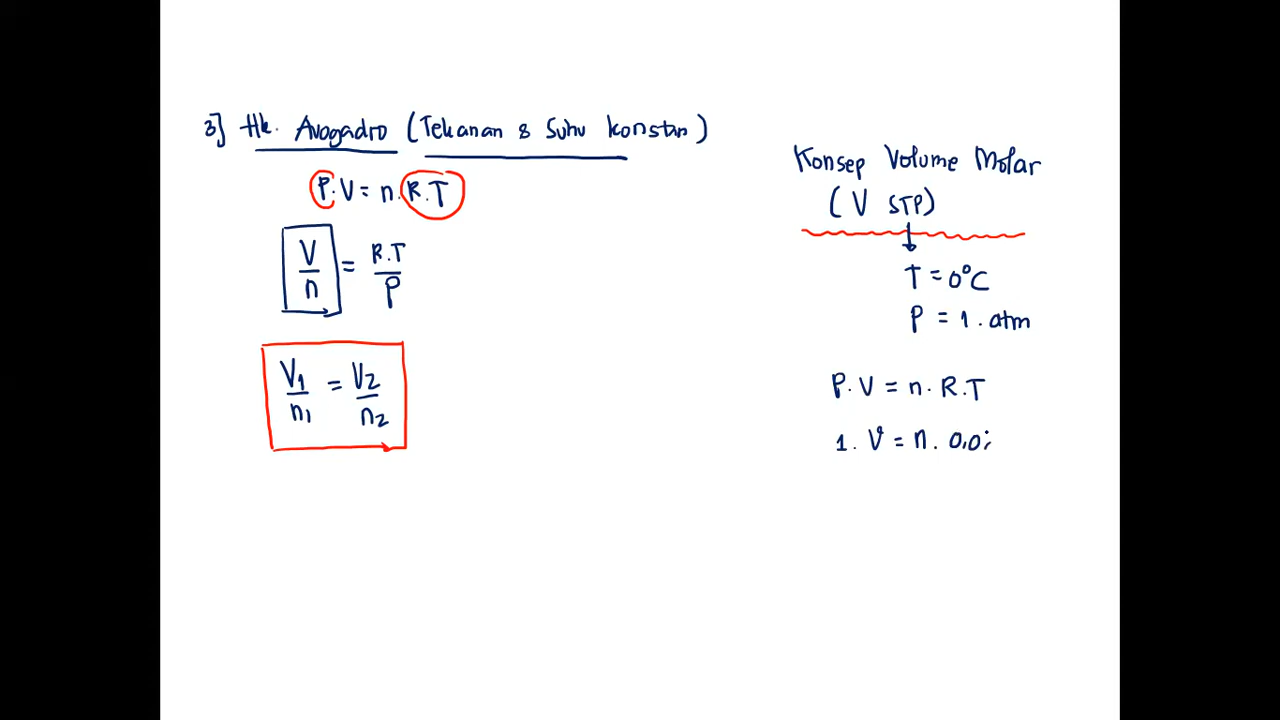 3] Hk. Avogadro (Tekanan & Suhu konstan)
P.V = n.R.T
V/n = R.T/P
V1/n1 = V2/n2
Konsep Volume Molar
(V STP)
T = 0°C
P = 1 . atm
P.V = n.R.T
1. V = n. 0,0